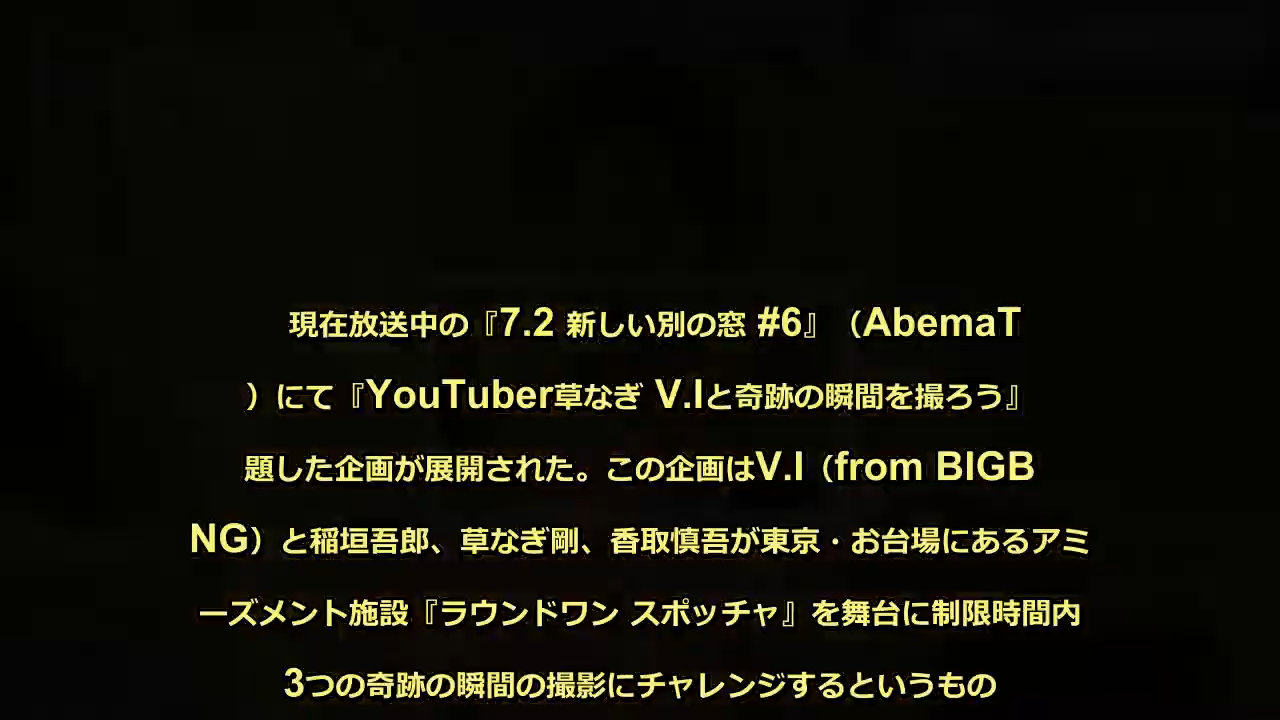 現在放送中の『7.2 新しい別の窓 #6』（AbemaT
）にて『YouTuber草なぎ V.Iと奇跡の瞬間を撮ろう』
題した企画が展開された。この企画はV.I（from BIGB
NG）と稲垣吾郎、草なぎ剛、香取慎吾が東京・お台場にあるアミ
ーズメント施設『ラウンドワン スポッチャ』を舞台に制限時間内
3つの奇跡の瞬間の撮影にチャレンジするというもの